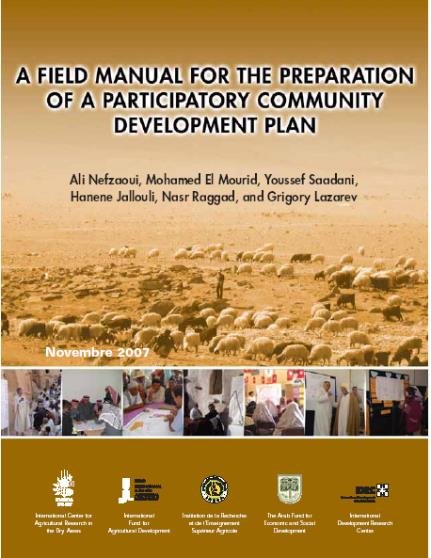 A FIELD MANUAL FOR THE PREPARATION
OF A PARTICIPATORY COMMUNITY
DEVELOPMENT PLAN
Ali Nefzaoui, Mohamed El Mourid, Youssef Saadani,
Hanene Jallouli, Nasr Raggad, and Grigory Lazarev
Novembre 2007
International Center for
Agricultural Research in
the Dry Areas
International
Fund for
Agricultural Development
Institution de la Recherche
et de l'Enseignement
Supérieur Agricole
The Arab Fund for
Economic and Social
Development
IDRC
International
Development Research
Centre